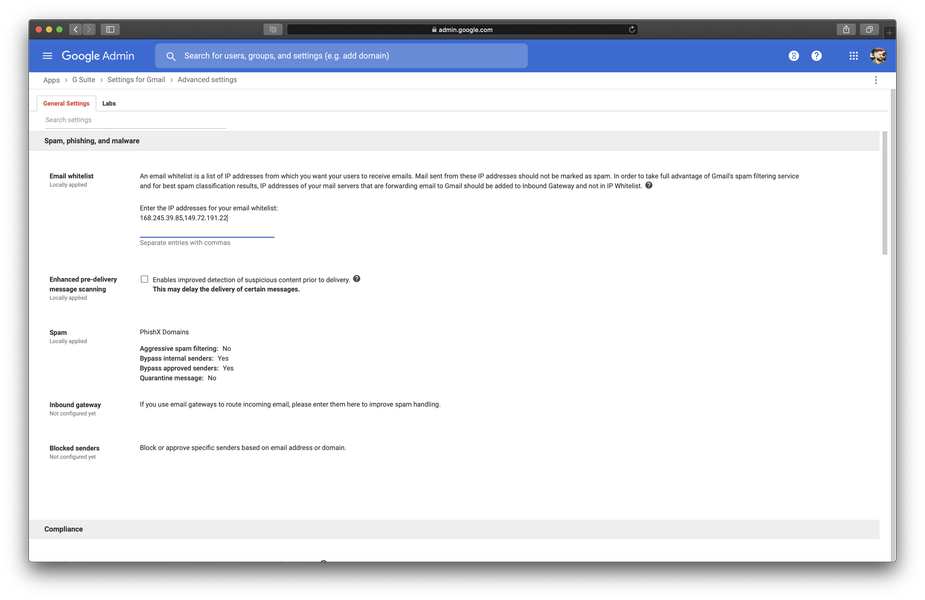 admin.google.com
Google Admin
Search for users, groups, and settings (e.g. add domain)
8
?
Apps > G Suite > Settings for Gmail > Advanced settings
General Settings
Labs
Search settings
Spam, phishing, and malware
Email whitelist
Locally applied
An email whitelist is a list of IP addresses from which you want your users to receive emails. Mail sent from these IP addresses should not be marked as spam. In order to take full advantage of Gmail's spam filtering service
and for best spam classification results, IP addresses of your mail servers that are forwarding email to Gmail should be added to Inbound Gateway and not in IP Whitelist. ?
Enter the IP addresses for your email whitelist:
168.245.39.85,149.72.191.22
Separate entries with commas
Enhanced pre-delivery
message scanning
Locally applied
Enables improved detection of suspicious content prior to delivery. ?
This may delay the delivery of certain messages.
Spam
Locally applied
PhishX Domains
Aggressive spam filtering: No
Bypass internal senders: Yes
Bypass approved senders: Yes
Quarantine message: No
Inbound gateway
Not configured yet
If you use email gateways to route incoming email, please enter them here to improve spam handling.
Blocked senders
Not configured yet
Block or approve specific senders based on email address or domain.
Compliance